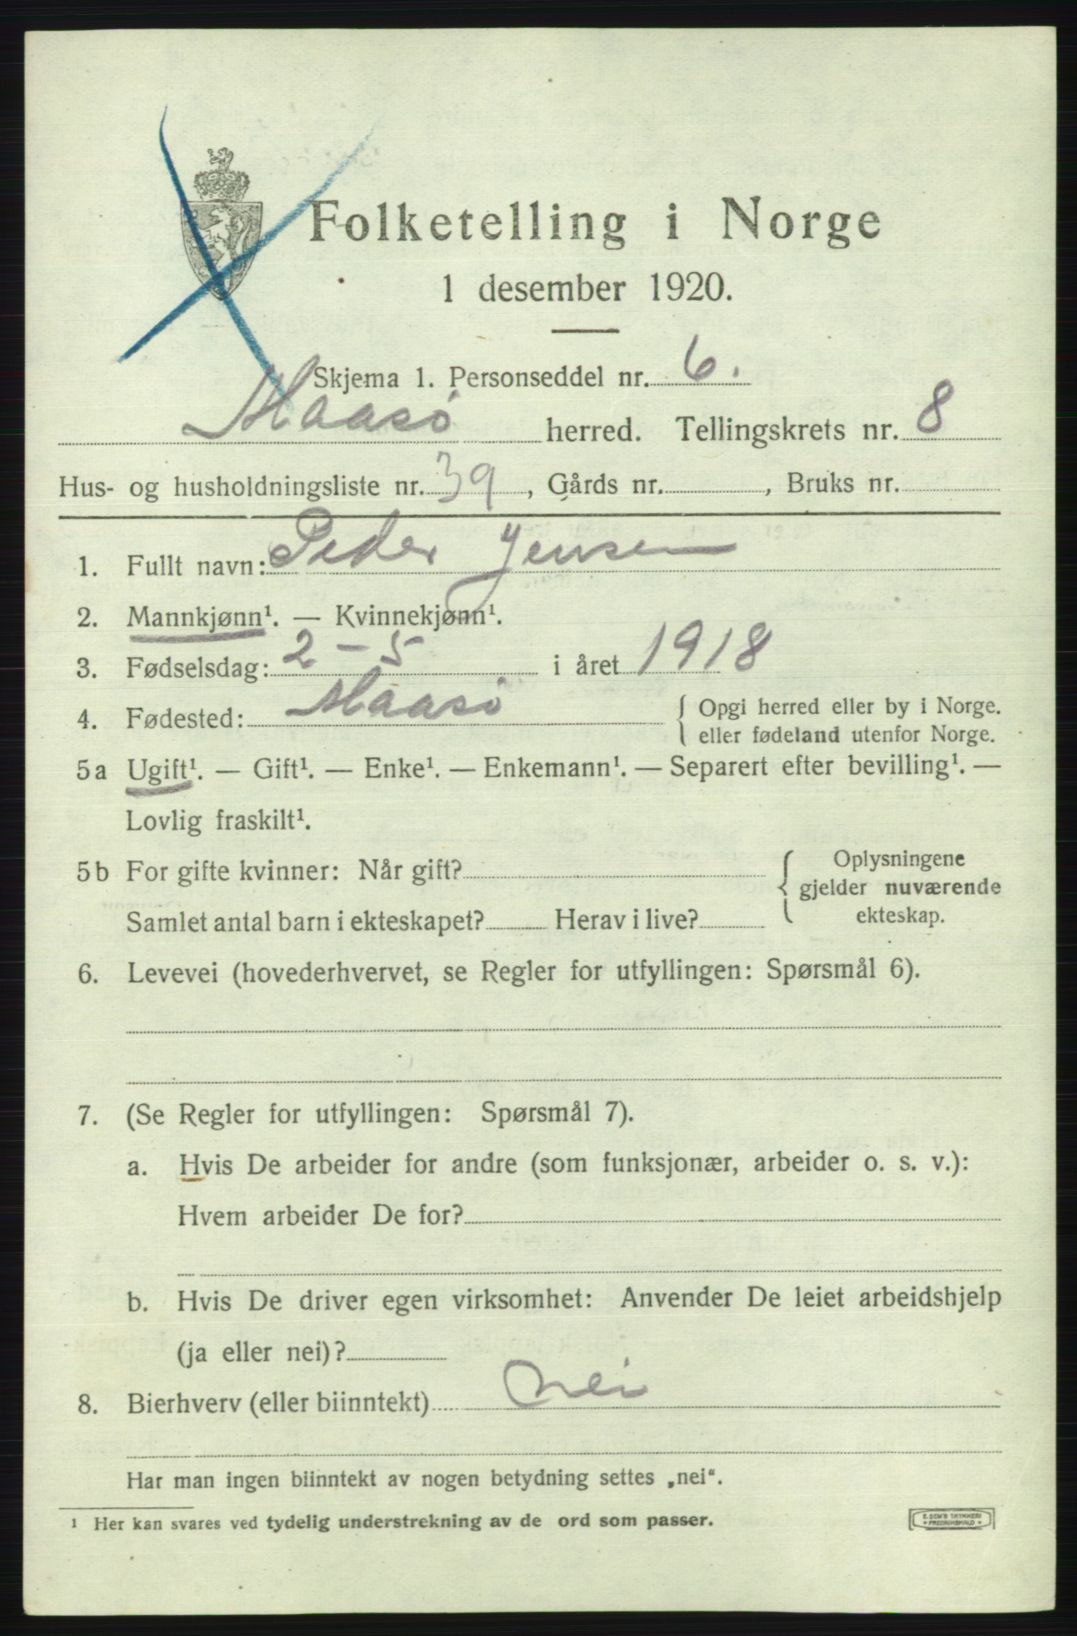 Folketelling i Norge
1 desember 1920.
Skjema 1. Personseddel nr. 6.
Maasø herred. Tellingskrets nr. 8
Hus- og husholdningsliste nr. 39, Gårds nr. , Bruks nr.
1. Fullt navn: Peder Jensen
2. Mannkjønn¹. — Kvinnekjønn¹.
3. Fødselsdag: 2-5 i året 1918
4. Fødested: Maasø { Opgi herred eller by i Norge.
eller fødeland utenfor Norge.
5 a Ugift¹. — Gift¹. — Enke¹. — Enkemann¹. — Separert efter bevilling¹. —
Lovlig fraskilt¹.
5 b For gifte kvinner: Når gift? { Oplysningene
gjelder nuværende
ekteskap.
Samlet antal barn i ekteskapet? Herav i live?
6. Levevei (hovederhvervet, se Regler for utfyllingen: Spørsmål 6).
7. (Se Regler for utfyllingen: Spørsmål 7).
a. Hvis De arbeider for andre (som funksjonær, arbeider o. s. v.):
Hvem arbeider De for?
b. Hvis De driver egen virksomhet: Anvender De leiet arbeidshjelp
(ja eller nei)?
8. Bierhverv (eller biinntekt) nei
Har man ingen biinntekt av nogen betydning settes „nei“.
¹ Her kan svares ved tydelig understrekning av de ord som passer.